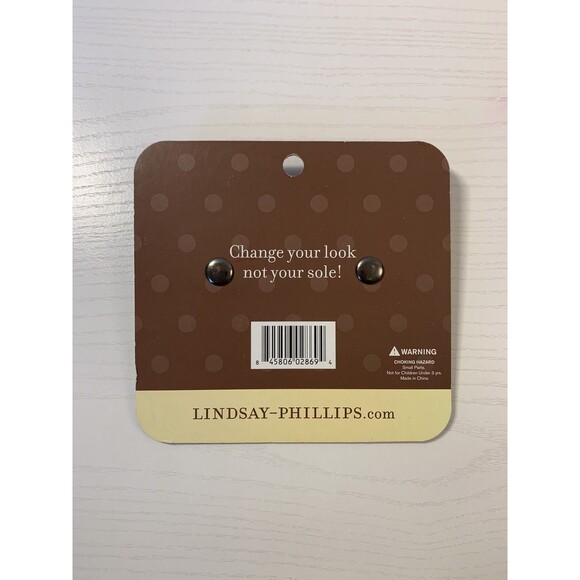 Change your look
not your sole!
8 45806 02869 4
WARNING
CHOKING HAZARD
Small Parts.
Not for Children Under 3 yrs.
Made in China
LINDSAY-PHILLIPS.com